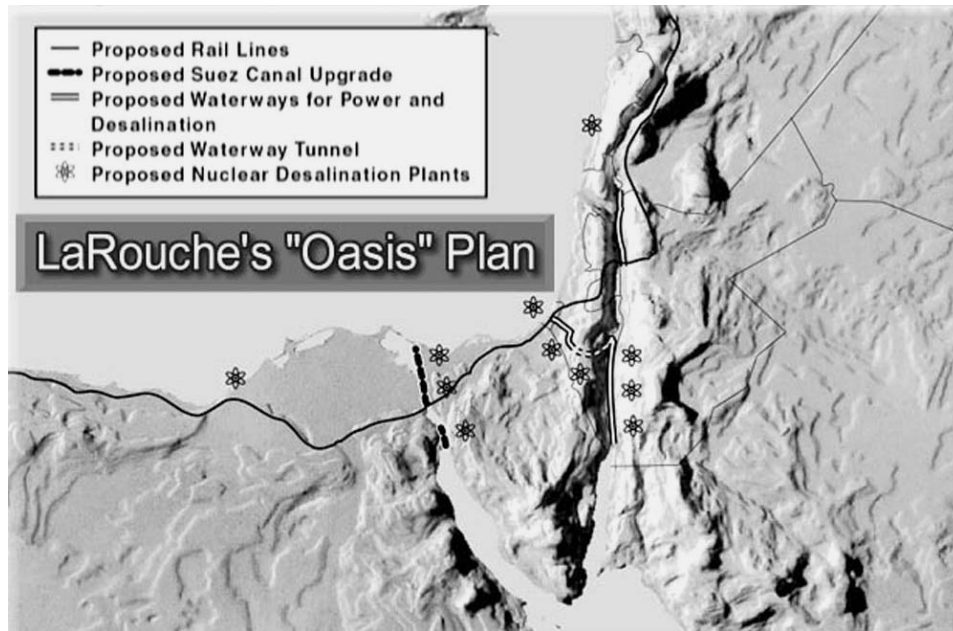 Proposed Rail Lines
Proposed Suez Canal Upgrade
Proposed Waterways for Power and
Desalination
Proposed Waterway Tunnel
Proposed Nuclear Desalination Plants
LaRouche's "Oasis" Plan